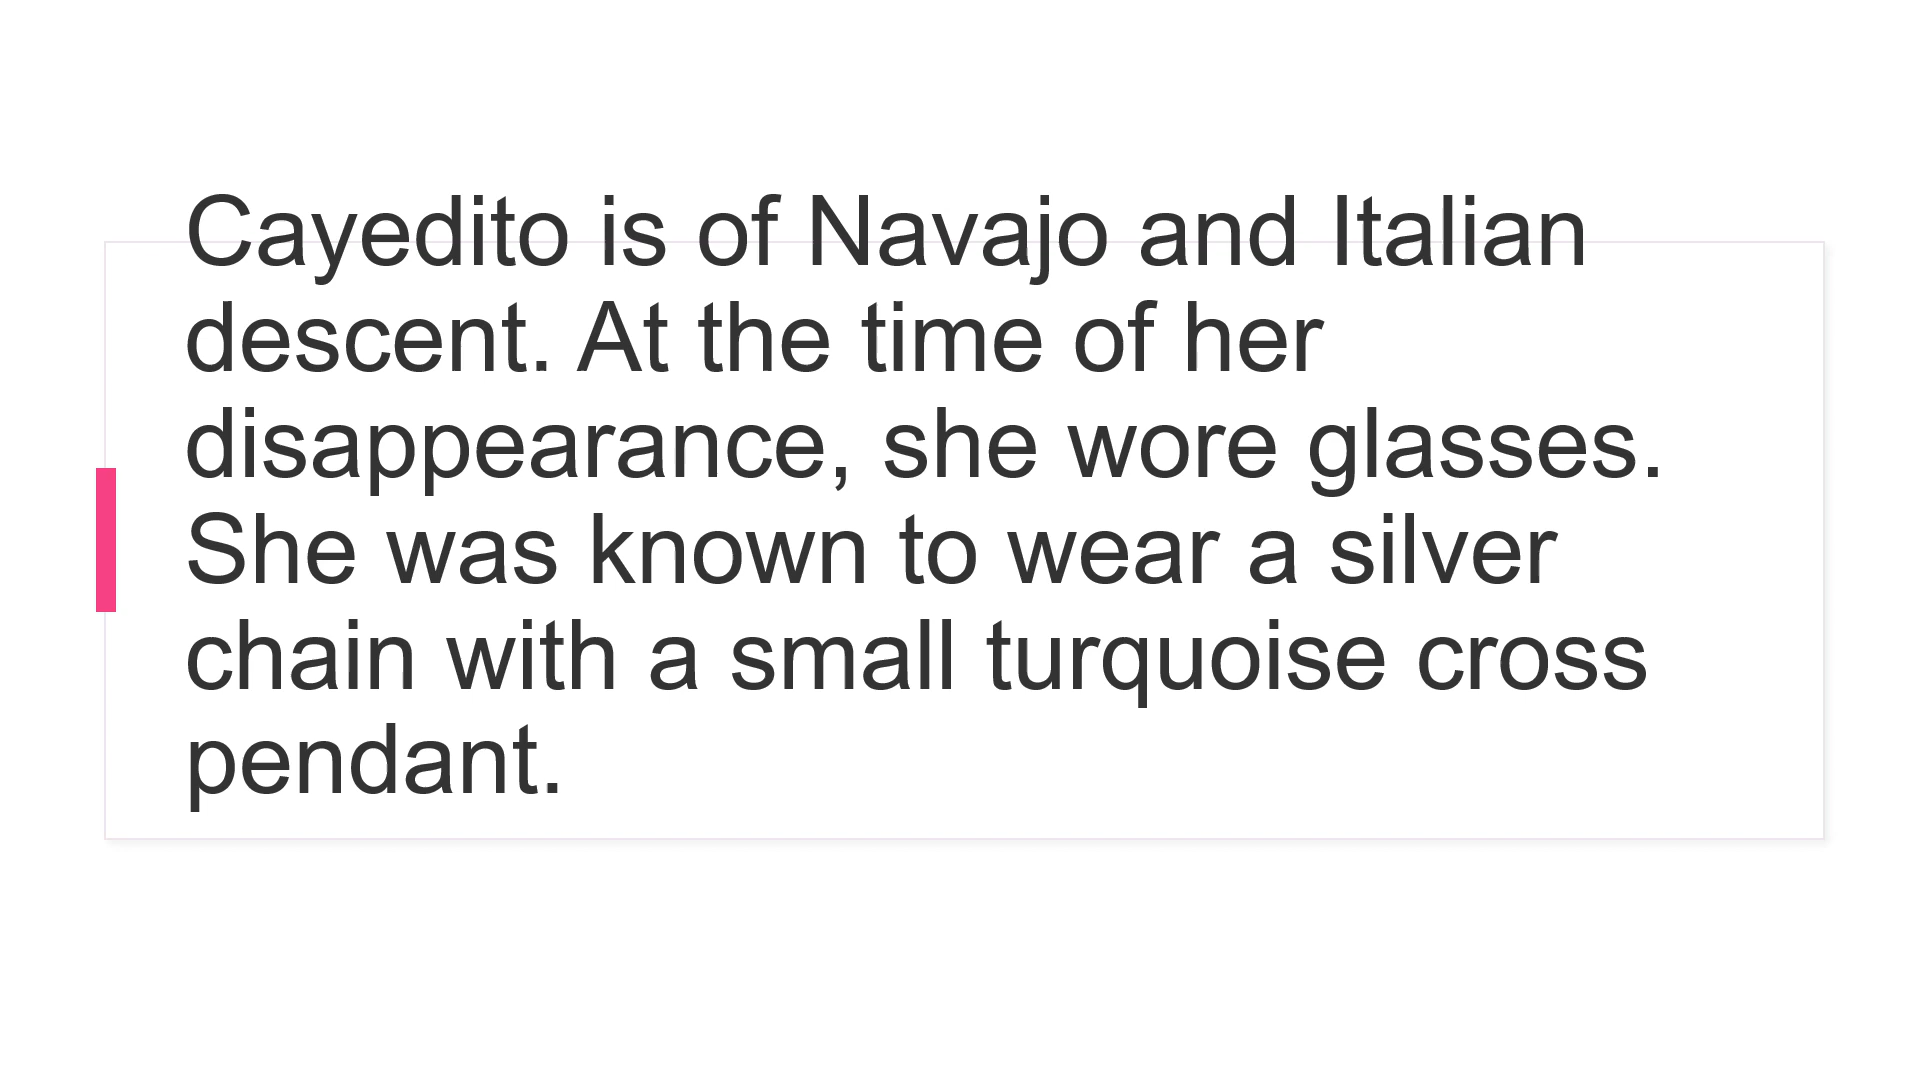 Cayedito is of Navajo and Italian
descent. At the time of her
disappearance, she wore glasses.
She was known to wear a silver
chain with a small turquoise cross
pendant.